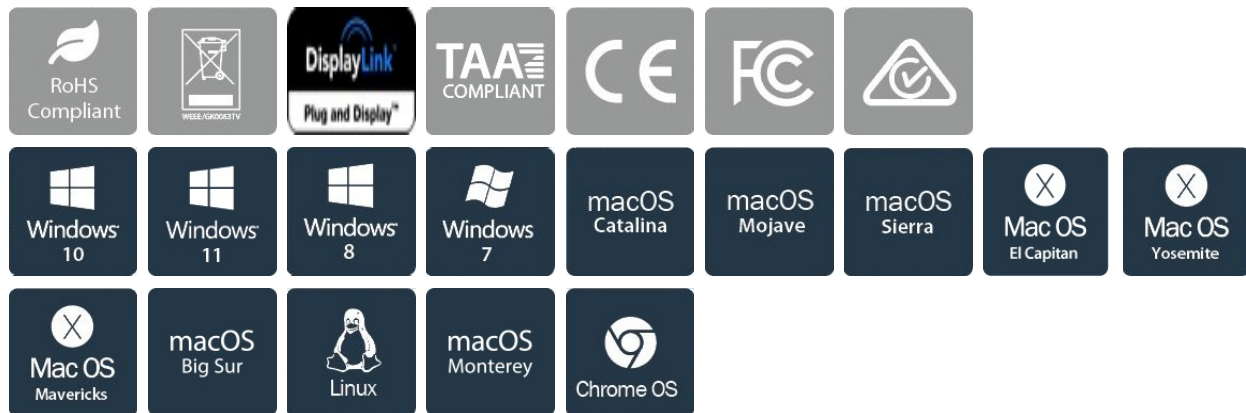 RoHS
Compliant
WEEE/GK0063TV
DisplayLink
Plug and Display™
TAA
COMPLIANT
CE
FC
Windows
10
Windows
11
Windows
8
Windows
7
macOS
Catalina
macOS
Mojave
macOS
Sierra
X
Mac OS
El Capitan
X
Mac OS
Yosemite
X
Mac OS
Mavericks
macOS
Big Sur
Linux
macOS
Monterey
Chrome OS